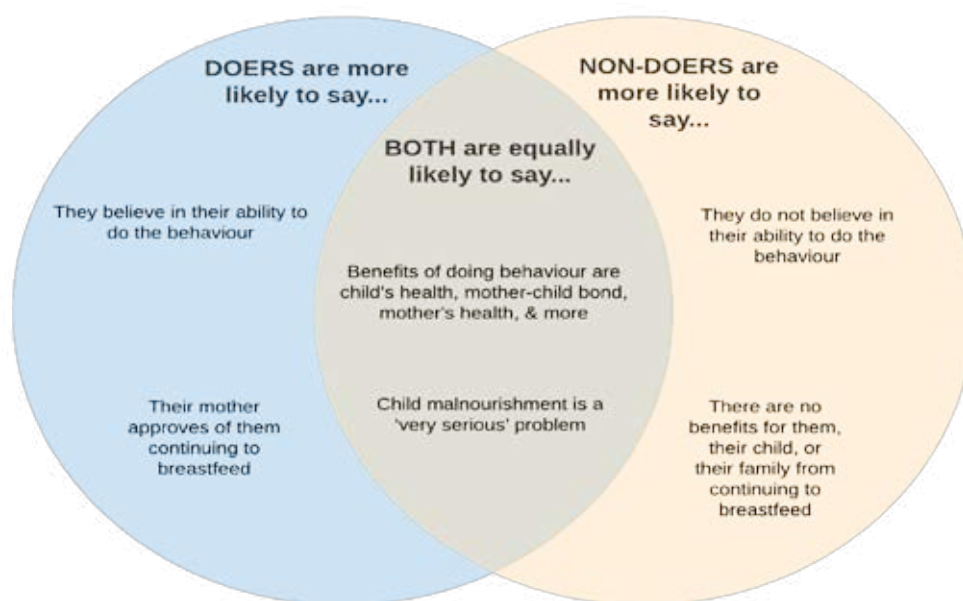 DOERS are more
likely to say...
They believe in their ability to
do the behaviour
Their mother
approves of them
continuing to
breastfeed
BOTH are equally
likely to say...
Benefits of doing behaviour are
child's health, mother-child bond,
mother's health, & more
Child malnourishment is a
'very serious' problem
NON-DOERS are
more likely to
say...
They do not believe in
their ability to do the
behaviour
There are no
benefits for them,
their child, or
their family from
continuing to
breastfeed